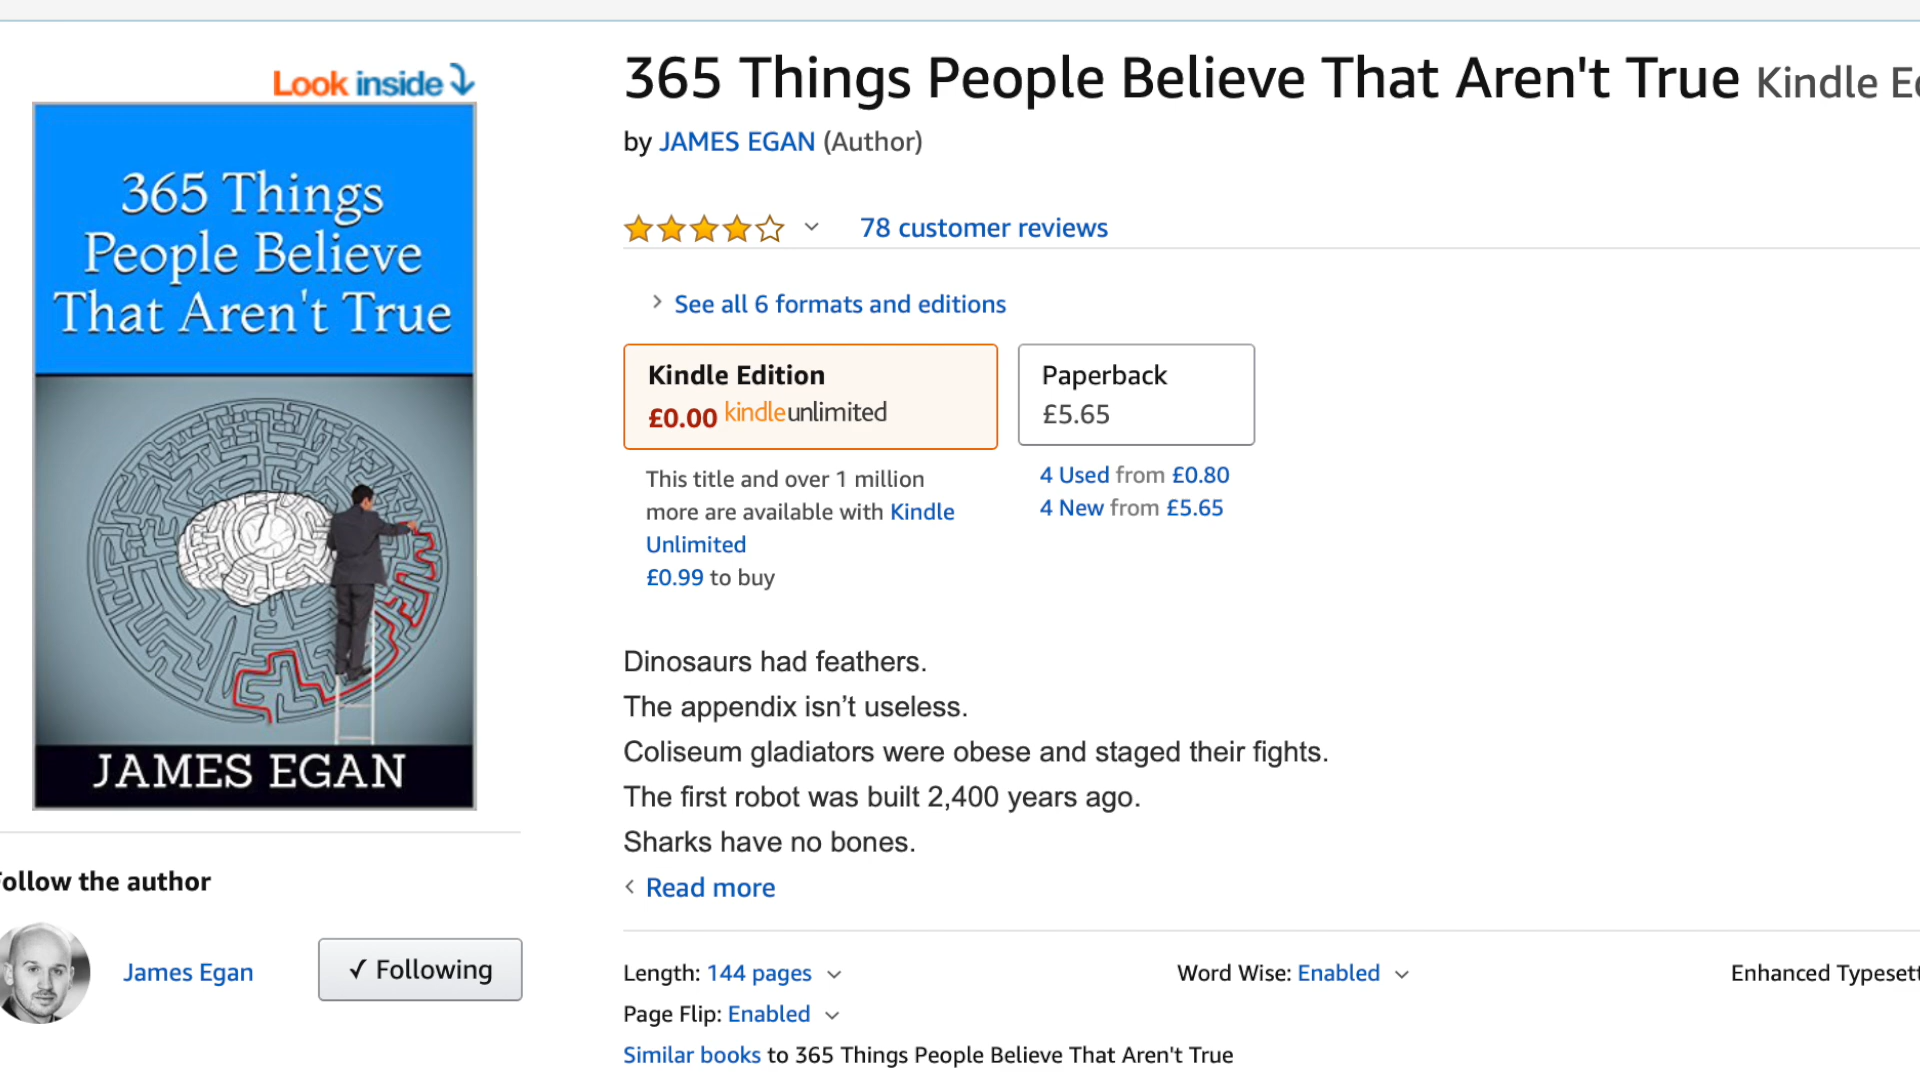 Look inside
365 Things
People Believe
That Aren't True
JAMES EGAN
ollow the author
James Egan
✓ Following
365 Things People Believe That Aren't True Kindle E
by JAMES EGAN (Author)
78 customer reviews
See all 6 formats and editions
Kindle Edition
£0.00 kindleunlimited
This title and over 1 million
more are available with Kindle
Unlimited
£0.99 to buy
Paperback
£5.65
4 Used from £0.80
4 New from £5.65
Dinosaurs had feathers.
The appendix isn’t useless.
Coliseum gladiators were obese and staged their fights.
The first robot was built 2,400 years ago.
Sharks have no bones.
Read more
Length: 144 pages
Word Wise: Enabled
Enhanced Typesett
Page Flip: Enabled
Similar books to 365 Things People Believe That Aren't True